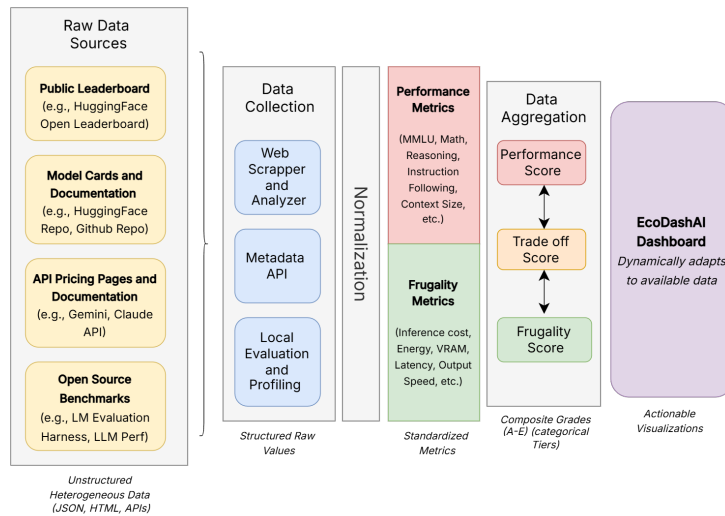 Raw Data
Sources
Public Leaderboard
(e.g., HuggingFace
Open Leaderboard)
Model Cards and
Documentation
(e.g., HuggingFace
Repo, Github Repo)
API Pricing Pages and
Documentation
(e.g., Gemini, Claude
API)
Open Source
Benchmarks
(e.g., LM Evaluation
Harness, LLM Perf)
Unstructured
Heterogeneous Data
(JSON, HTML, APIs)
Data
Collection
Web
Scrapper
and
Analyzer
Metadata
API
Local
Evaluation
and
Profiling
Structured Raw
Values
Normalization
Performance
Metrics
(MMLU, Math,
Reasoning,
Instruction
Following,
Context Size,
etc.)
Frugality
Metrics
(Inference cost,
Energy, VRAM,
Latency, Output
Speed, etc.)
Standardized
Metrics
Data
Aggregation
Performance
Score
Trade off
Score
Frugality
Score
Composite Grades
(A-E) (categorical
Tiers)
EcoDashAI
Dashboard
Dynamically adapts
to available data
Actionable
Visualizations